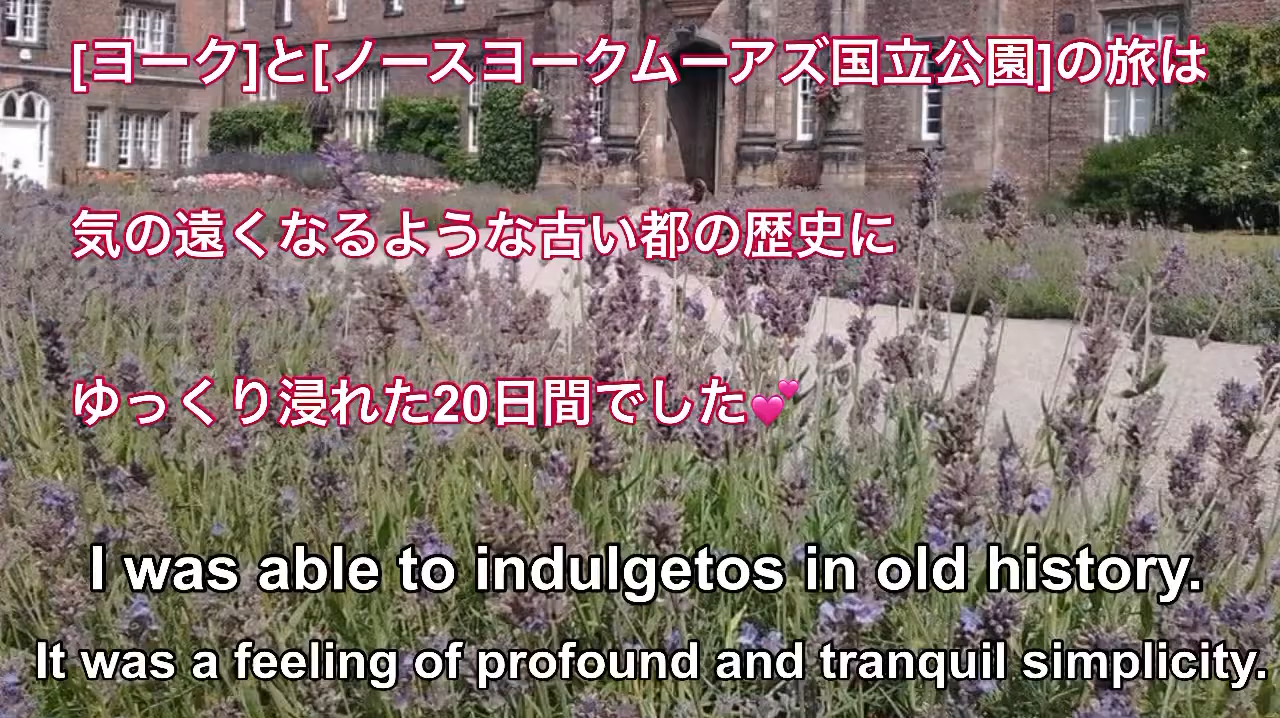 [ヨーク]と[ノースヨークムーアズ国立公園]の旅は
気の遠くなるような古い都の歴史に
ゆっくり浸れた20日間でした💕
I was able to indulgetos in old history.
It was a feeling of profound and tranquil simplicity.